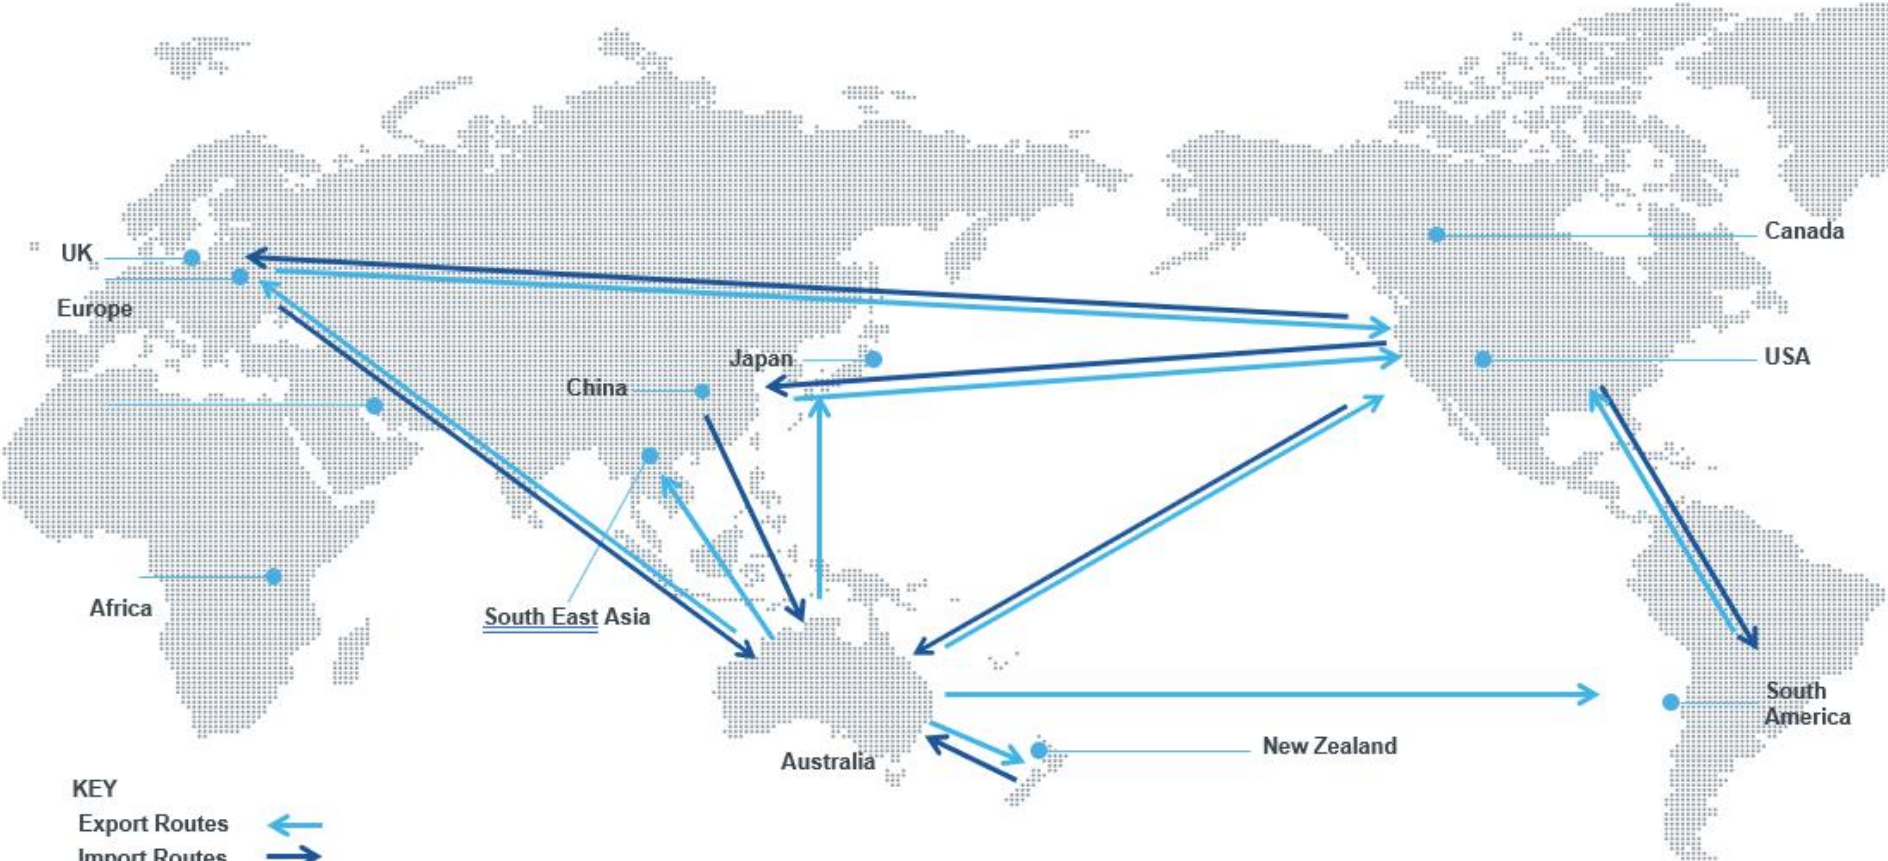 Canada
UK
Europe
Japan
USA
China
Africa
South East Asia
South
America
New Zealand
Australia
KEY
Export Routes
Import Routes